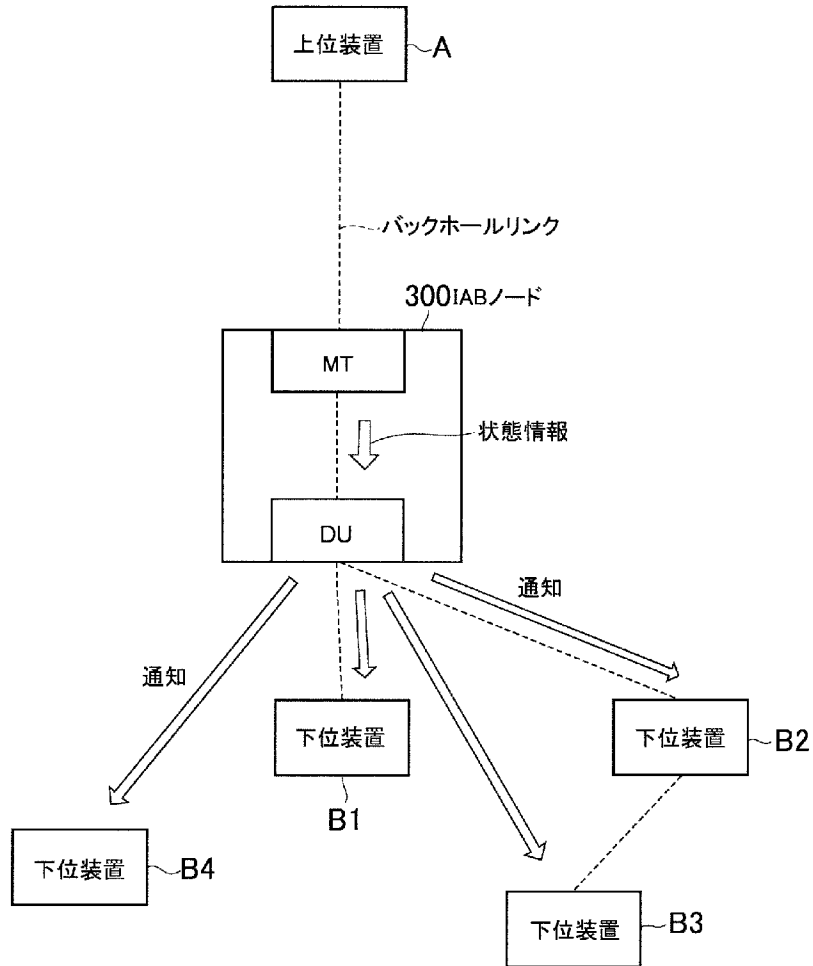 上位装置
A
バックホールリンク
300IABノード
MT
状態情報
DU
通知
通知
下位装置
B1
下位装置
B2
下位装置
B4
下位装置
B3